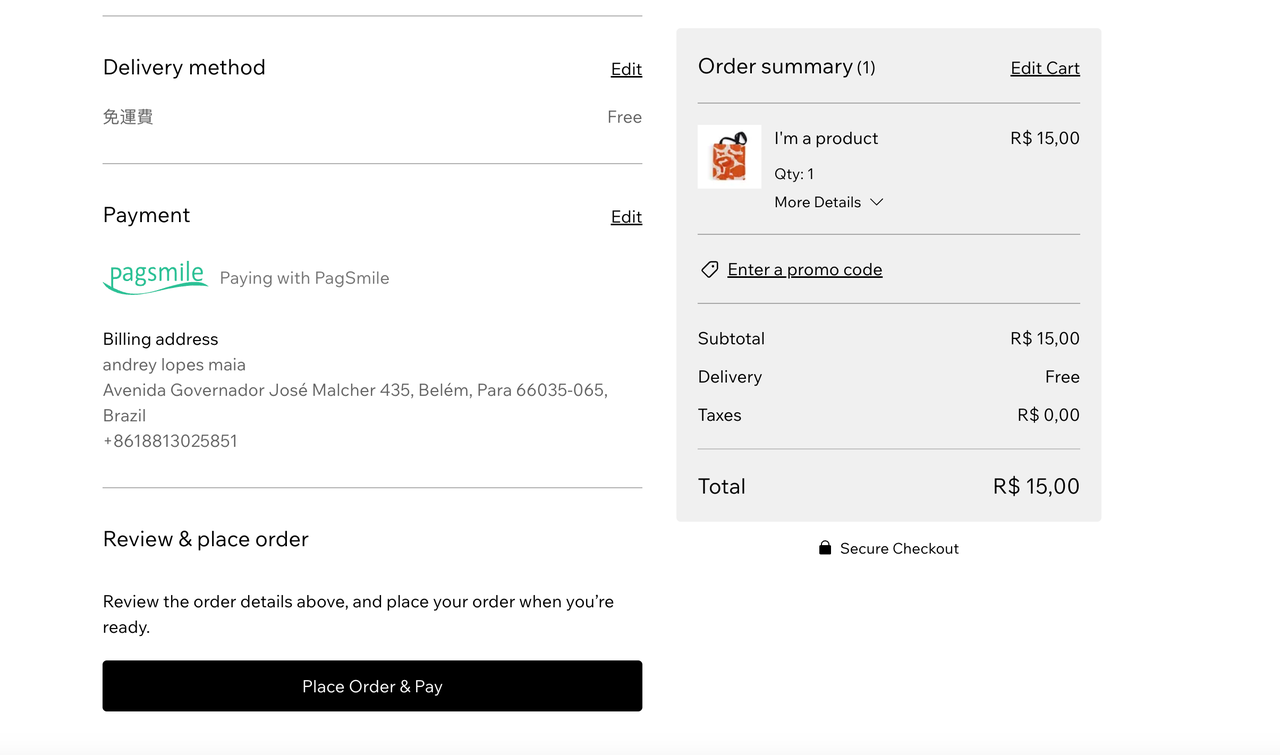 Delivery method
Edit
免運費
Free
Payment
Edit
pagsmile
Paying with PagSmile
Billing address
andrey lopes maia
Avenida Governador José Malcher 435, Belém, Para 66035-065,
Brazil
+8618813025851
Review & place order
Review the order details above, and place your order when you’re
ready.
Place Order & Pay
Order summary (1)
Edit Cart
I'm a product
R$ 15,00
Qty: 1
More Details
Enter a promo code
Subtotal
R$ 15,00
Delivery
Free
Taxes
R$ 0,00
Total
R$ 15,00
Secure Checkout